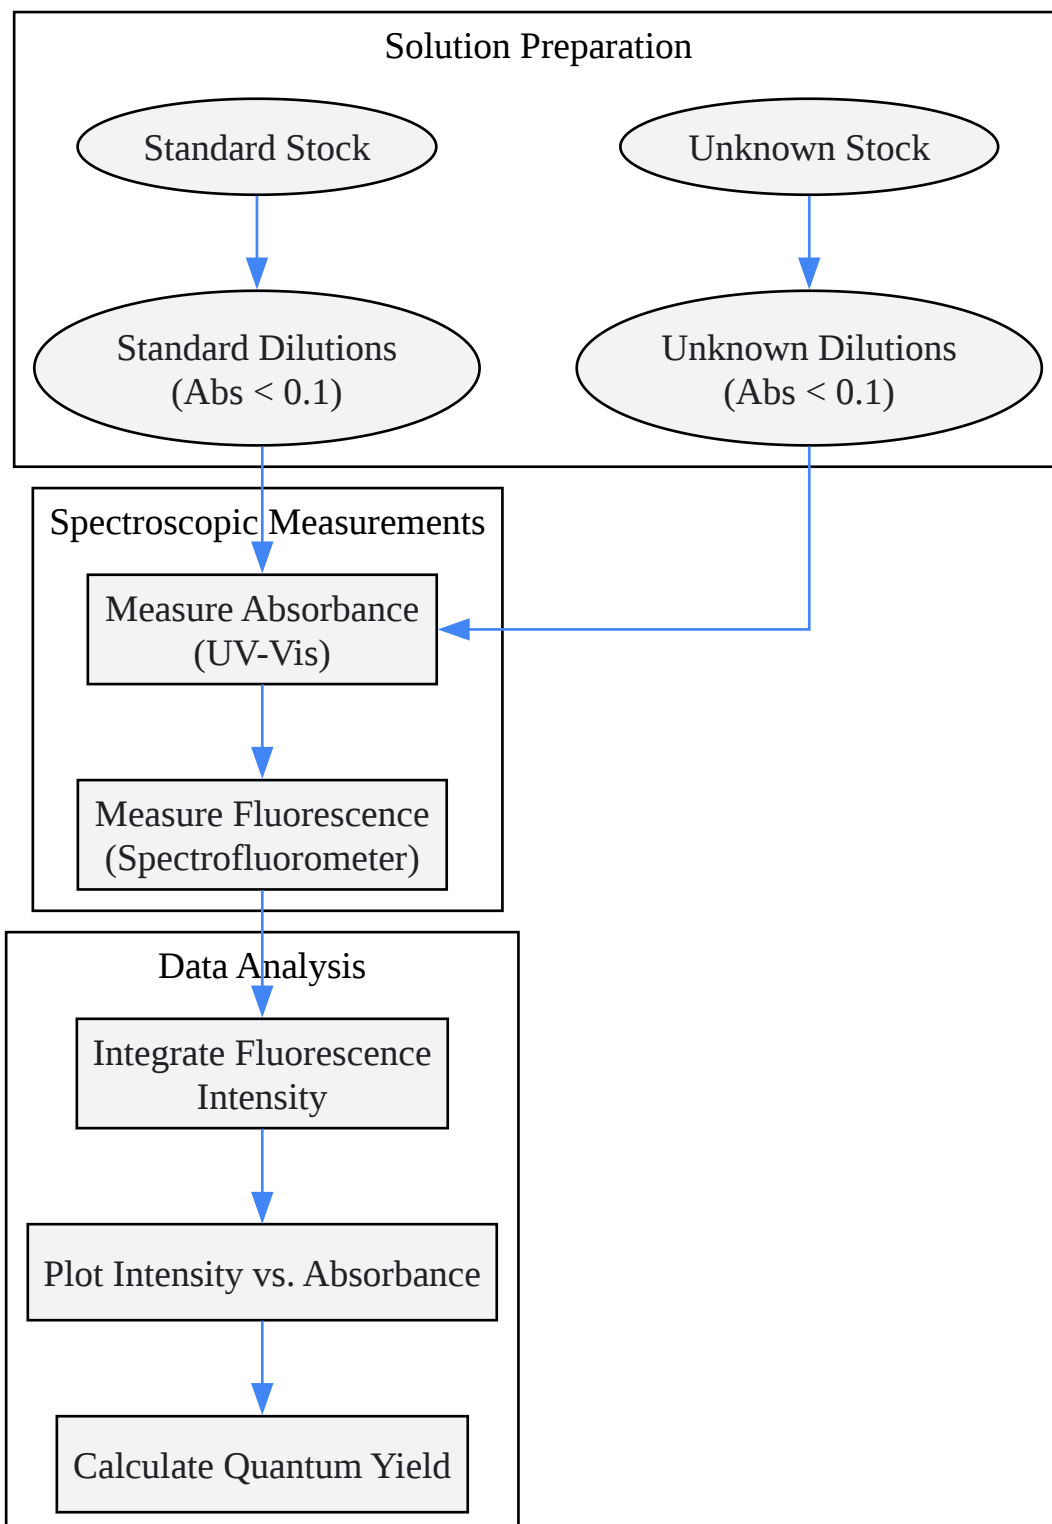 Solution Preparation
Standard Stock
Unknown Stock
Standard Dilutions
(Abs < 0.1)
Unknown Dilutions
(Abs < 0.1)
Spectroscopic Measurements
Measure Absorbance
(UV-Vis)
Measure Fluorescence
(Spectrofluorometer)
Data Analysis
Integrate Fluorescence
Intensity
Plot Intensity vs. Absorbance
Calculate Quantum Yield